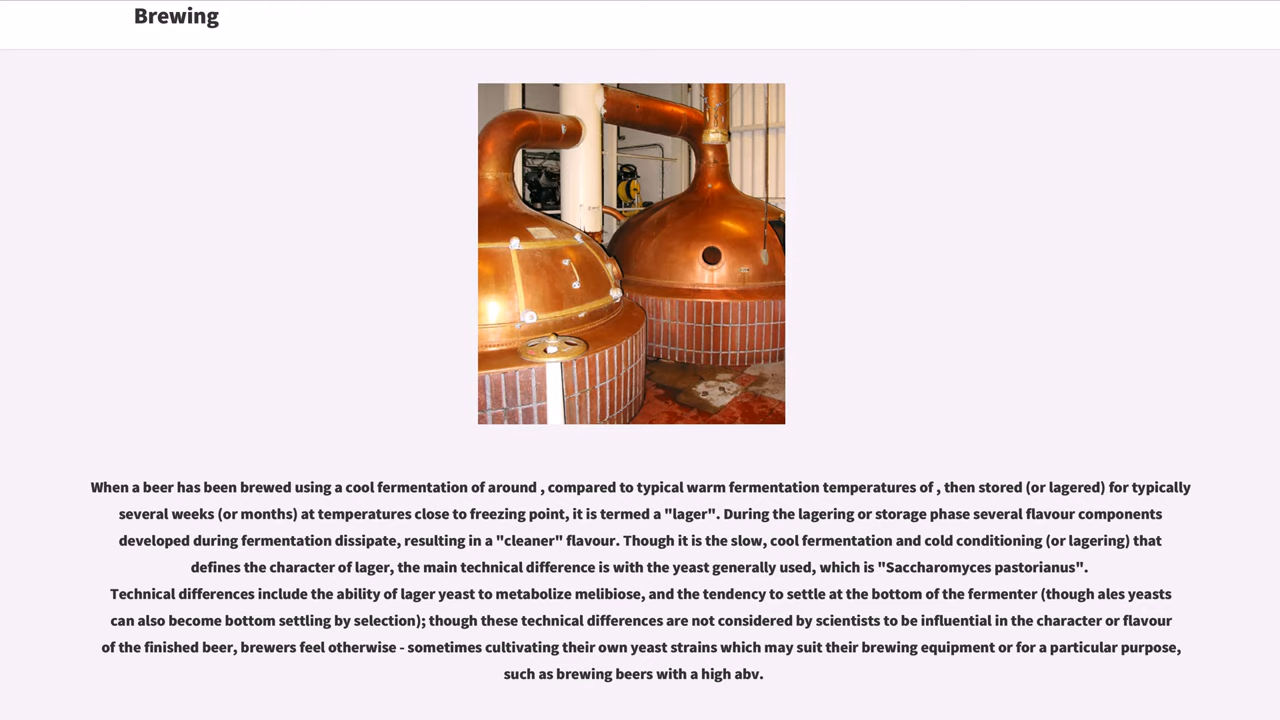 Brewing
When a beer has been brewed using a cool fermentation of around , compared to typical warm fermentation temperatures of , then stored (or lagered) for typically
several weeks (or months) at temperatures close to freezing point, it is termed a "lager". During the lagering or storage phase several flavour components
developed during fermentation dissipate, resulting in a "cleaner" flavour. Though it is the slow, cool fermentation and cold conditioning (or lagering) that
defines the character of lager, the main technical difference is with the yeast generally used, which is "Saccharomyces pastorianus".
Technical differences include the ability of lager yeast to metabolize melibiose, and the tendency to settle at the bottom of the fermenter (though ales yeasts
can also become bottom settling by selection); though these technical differences are not considered by scientists to be influential in the character or flavour
of the finished beer, brewers feel otherwise - sometimes cultivating their own yeast strains which may suit their brewing equipment or for a particular purpose,
such as brewing beers with a high abv.